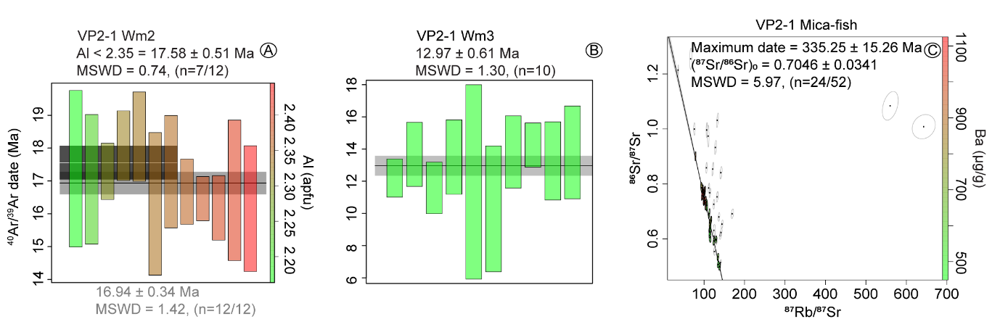 VP2-1 Wm2
Al < 2.35 = 17.58 ± 0.51 Ma
MSWD = 0.74, (n=7/12)
A
⁴⁰Ar/³⁹Ar date (Ma)
19
18
17
16
15
14
2.40
2.35
2.30
2.25
2.20
Al (apfu)
16.94 ± 0.34 Ma
MSWD = 1.42, (n=12/12)
VP2-1 Wm3
12.97 ± 0.61 Ma
MSWD = 1.30, (n=10)
B
18
16
14
12
10
8
6
VP2-1 Mica-fish
Maximum date = 335.25 ± 15.26 Ma
C
(⁸⁷Sr/⁸⁶Sr)₀ = 0.7046 ± 0.0341
MSWD = 5.97, (n=24/52)
⁸⁶Sr/⁸⁷Sr
1.2
1.0
0.8
0.6
100
200
300
400
500
600
700
⁸⁷Rb/⁸⁷Sr
1100
900
700
500
Ba (µg/g)